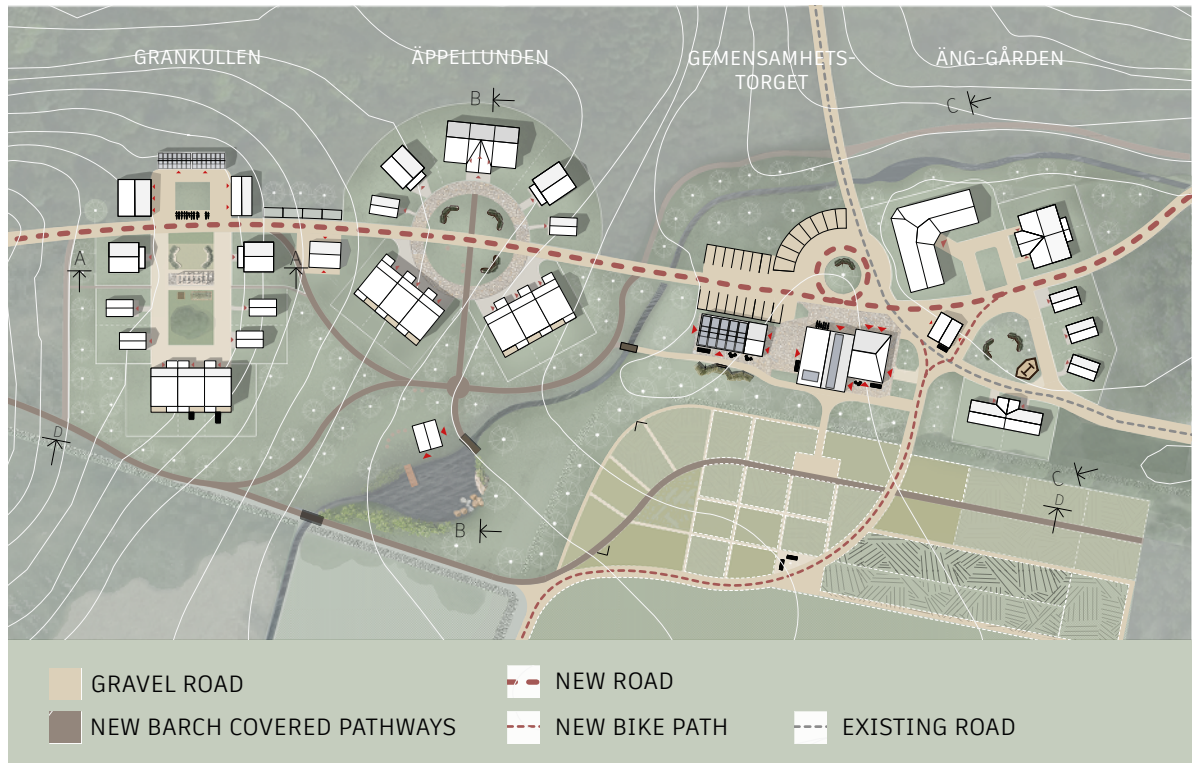 GRANKULLEN
ÄPPELLUNDEN
GEMENSAMHETS-
TORGET
ÄNG-GÅRDEN
B
C
A
A
D
B
C
D
GRAVEL ROAD
NEW ROAD
NEW BARCH COVERED PATHWAYS
NEW BIKE PATH
EXISTING ROAD